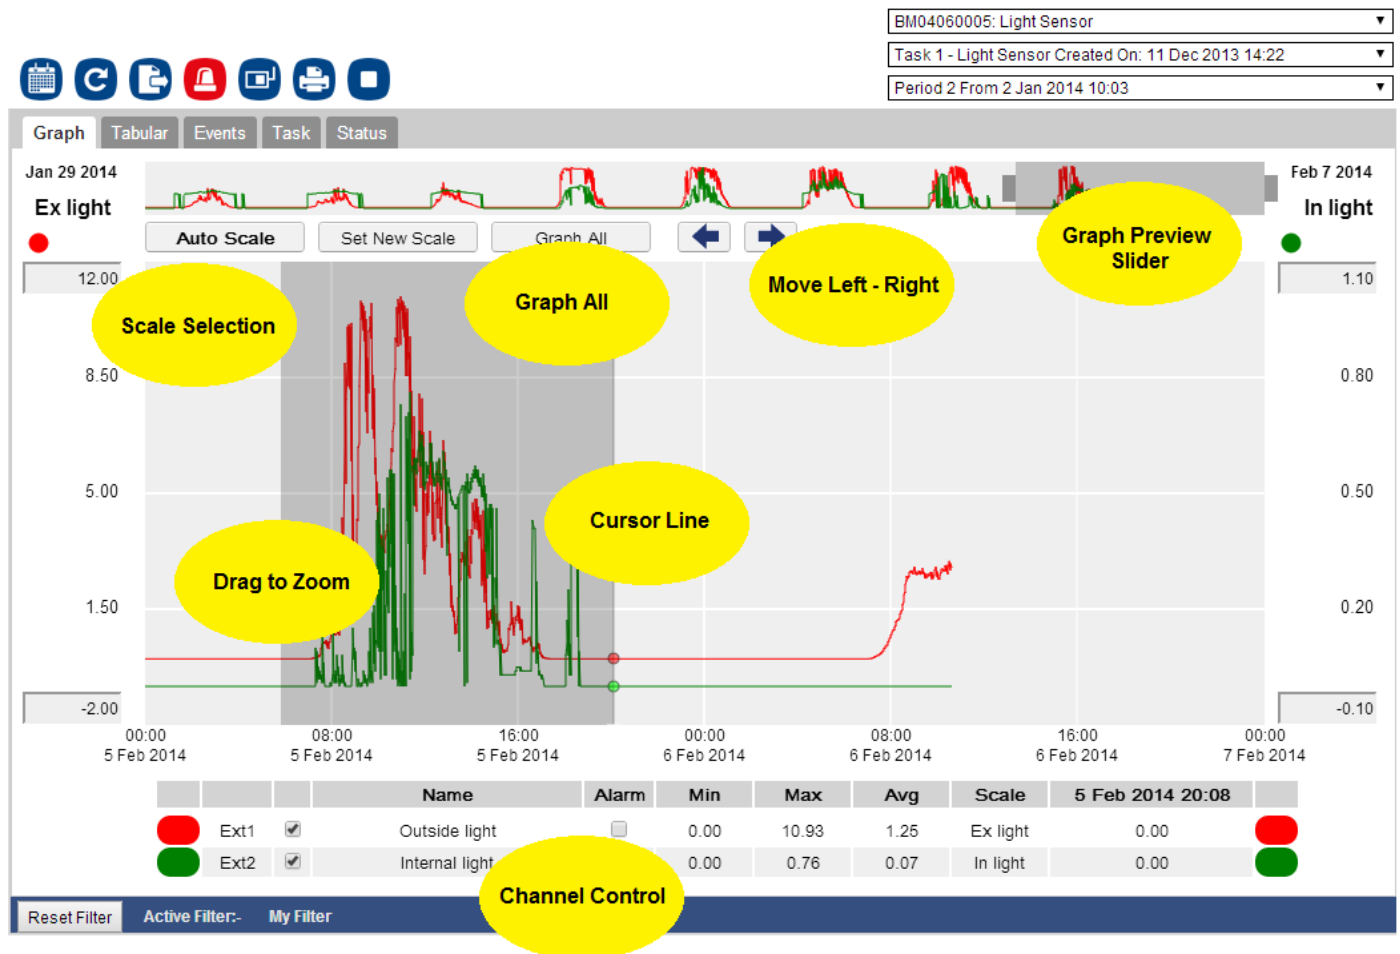 BM04060005: Light Sensor
Task 1 - Light Sensor Created On: 11 Dec 2013 14:22
Period 2 From 2 Jan 2014 10:03
Graph Tabular Events Task Status
Jan 29 2014
Feb 7 2014
Ex light
In light
Auto Scale Set New Scale Graph All
Graph Preview
Slider
Move Left - Right
Graph All
Scale Selection
12.00
1.10
8.50
0.80
5.00
0.50
Cursor Line
Drag to Zoom
1.50
0.20
-2.00
-0.10
00:00 08:00 16:00 00:00 08:00 16:00 00:00
5 Feb 2014 5 Feb 2014 5 Feb 2014 6 Feb 2014 6 Feb 2014 6 Feb 2014 7 Feb 2014
Name Alarm Min Max Avg Scale 5 Feb 2014 20:08
Ext1 Outside light 0.00 10.93 1.25 Ex light 0.00
Ext2 Internal light 0.00 0.76 0.07 In light 0.00
Channel Control
Reset Filter Active Filter:- My Filter